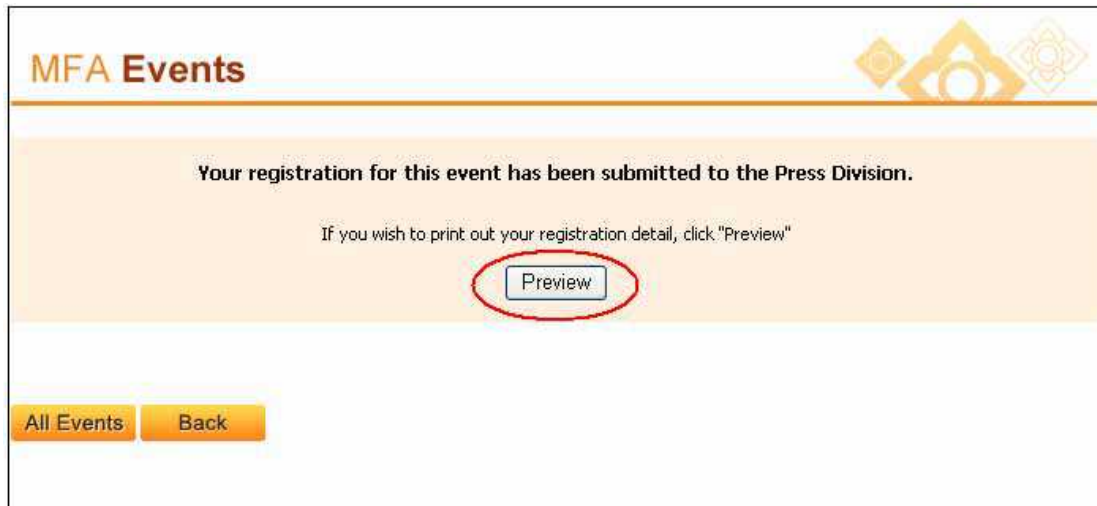 MFA Events
Your registration for this event has been submitted to the Press Division.
If you wish to print out your registration detail, click "Preview"
Preview
All Events
Back